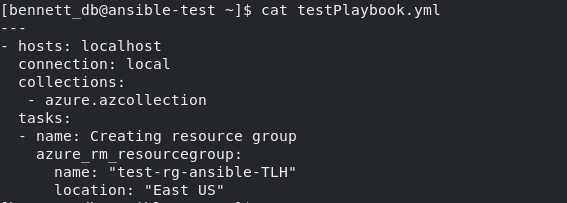 [bennett_db@ansible-test ~]$ cat testPlaybook.yml
---
- hosts: localhost
  connection: local
  collections:
   - azure.azcollection
  tasks:
  - name: Creating resource group
    azure_rm_resourcegroup:
      name: "test-rg-ansible-TLH"
      location: "East US"